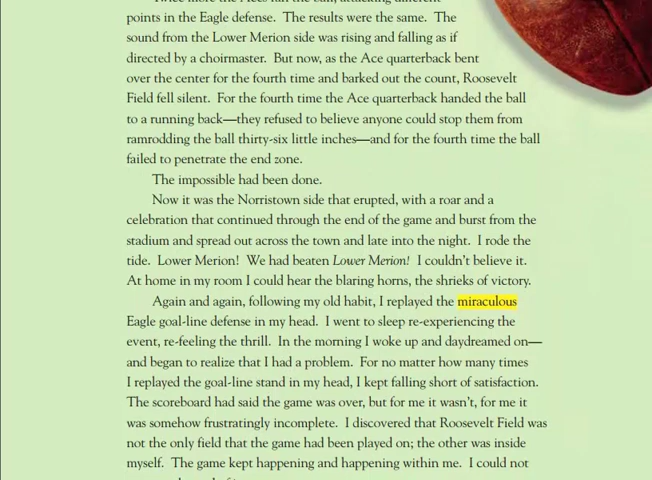 points in the Eagle defense. The results were the same. The
sound from the Lower Merion side was rising and falling as if
directed by a choirmaster. But now, as the Ace quarterback bent
over the center for the fourth time and barked out the count, Roosevelt
Field fell silent. For the fourth time the Ace quarterback handed the ball
to a running back—they refused to believe anyone could stop them from
ramrodding the ball thirty-six little inches—and for the fourth time the ball
failed to penetrate the end zone.
The impossible had been done.
Now it was the Norristown side that erupted, with a roar and a
celebration that continued through the end of the game and burst from the
stadium and spread out across the town and late into the night. I rode the
tide. Lower Merion! We had beaten Lower Merion! I couldn't believe it.
At home in my room I could hear the blaring horns, the shrieks of victory.
Again and again, following my old habit, I replayed the miraculous
Eagle goal-line defense in my head. I went to sleep re-experiencing the
event, re-feeling the thrill. In the morning I woke up and daydreamed on—
and began to realize that I had a problem. For no matter how many times
I replayed the goal-line stand in my head, I kept falling short of satisfaction.
The scoreboard had said the game was over, but for me it wasn't, for me it
was somehow frustratingly incomplete. I discovered that Roosevelt Field was
not the only field that the game had been played on; the other was inside
myself. The game kept happening and happening within me. I could not